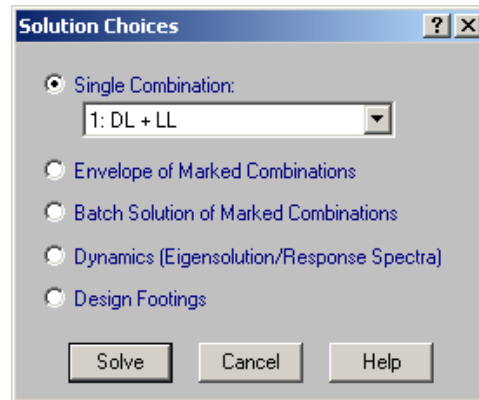 Solution Choices
Single Combination:
1: DL + LL
Envelope of Marked Combinations
Batch Solution of Marked Combinations
Dynamics (Eigensolution/Response Spectra)
Design Footings
Solve Cancel Help